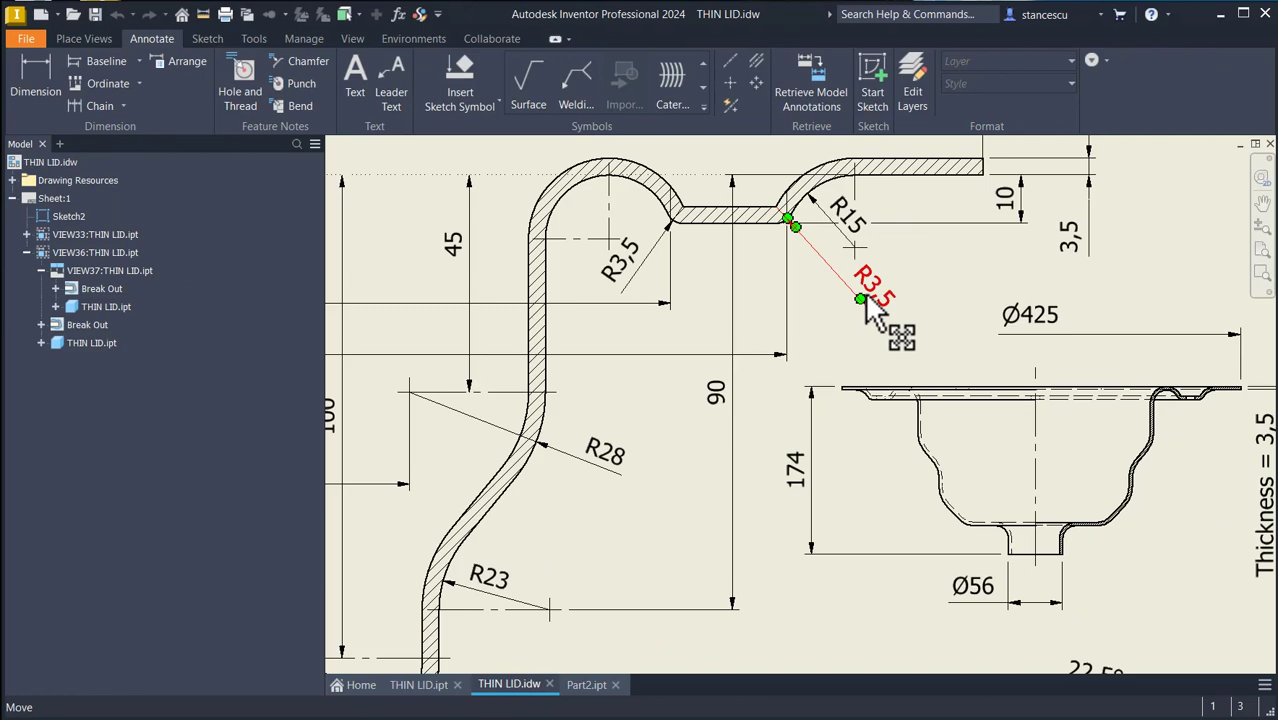 Autodesk Inventor Professional 2024 THIN LID.idw
Search Help & Commands...
stancescu
File Place Views Annotate Sketch Tools Manage View Environments Collaborate
Dimension
Baseline
Ordinate
Chain
Arrange
Dimension
Hole and Thread
Chamfer
Punch
Bend
Feature Notes
Text
Leader Text
Text
Insert Sketch Symbol
Surface
Weldi...
Impor...
Cater...
Symbols
Retrieve Model Annotations
Retrieve
Start Sketch
Sketch
Edit Layers
Layer
Style
Format
Model
THIN LID.idw
Drawing Resources
Sheet:1
Sketch2
VIEW33:THIN LID.ipt
VIEW36:THIN LID.ipt
VIEW37:THIN LID.ipt
Break Out
THIN LID.ipt
Break Out
THIN LID.ipt
45
R3,5
R15
10
3,5
R3,5
Ø425
90
100
R28
174
R23
Ø56
Thickness = 3,5
22,5°
Home THIN LID.ipt THIN LID.idw Part2.ipt
Move
1 3